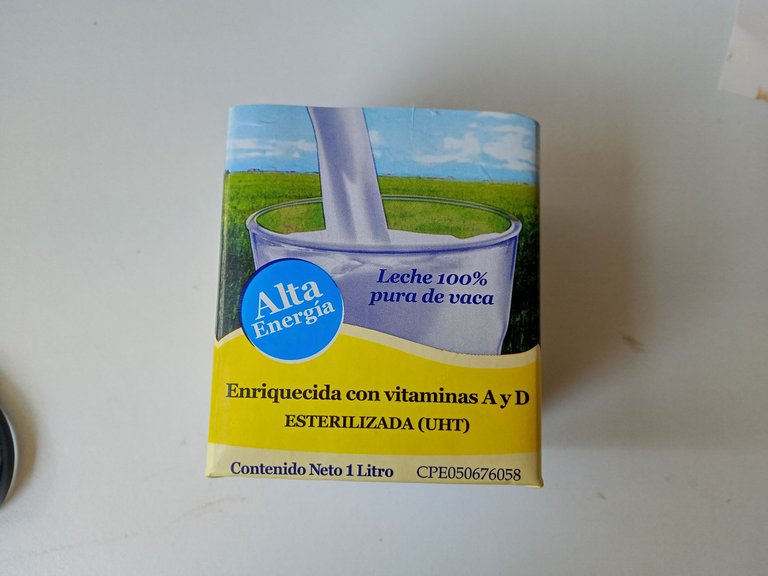 Leche 100%
pura de vaca
Alta
Energía
Enriquecida con vitaminas A y D
ESTERILIZADA (UHT)
Contenido Neto 1 Litro CPE050676058